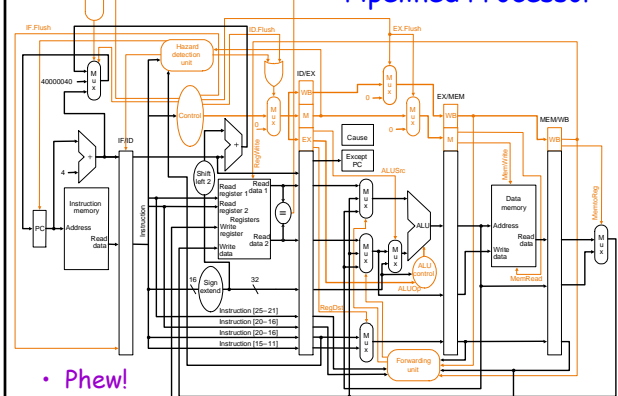 Pipelined Processor
IF.Flush
ID.Flush
EX.Flush
Hazard
detection
unit
ID/EX
M
u
x
40000040
Control
M
u
x
0
WB
M
EX
0
M
u
x
0
M
u
x
EX/MEM
WB
M
MEM/WB
WB
IF/ID
+
4
+
Shift
left 2
RegWrite
Cause
Except
PC
ALUSrc
MemWrite
MemtoReg
Instruction
memory
PC
Address
Read
data
Instruction
Read
register 1
Read
register 2
Registers
Write
register
Write
data
Read
data 1
Read
data 2
=
M
u
x
M
u
x
M
u
x
ALU
ALU
control
ALUOp
Data
memory
Address
Read
data
Write
data
MemRead
M
u
x
16
Sign
extend
32
RegDst
Instruction [25–21]
Instruction [20–16]
Instruction [20–16]
Instruction [15–11]
M
u
x
Forwarding
unit
• Phew!